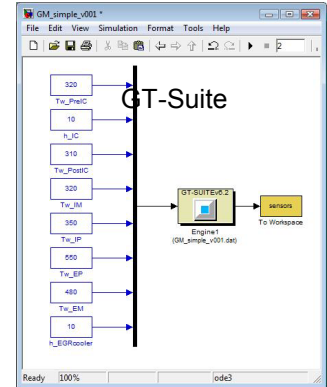 GM_simple_v001 *
File Edit View Simulation Format Tools Help
2
GT-Suite
320
Tw_PreIC
10
h_IC
310
Tw_PostIC
320
Tw_IM
350
Tw_IP
650
Tw_EP
480
Tw_EM
10
h_EGRcooler
GT-SUITEv6.2
Engine1
(GM_simple_v001.dat)
sensors
To Workspace
Ready 100% ode3